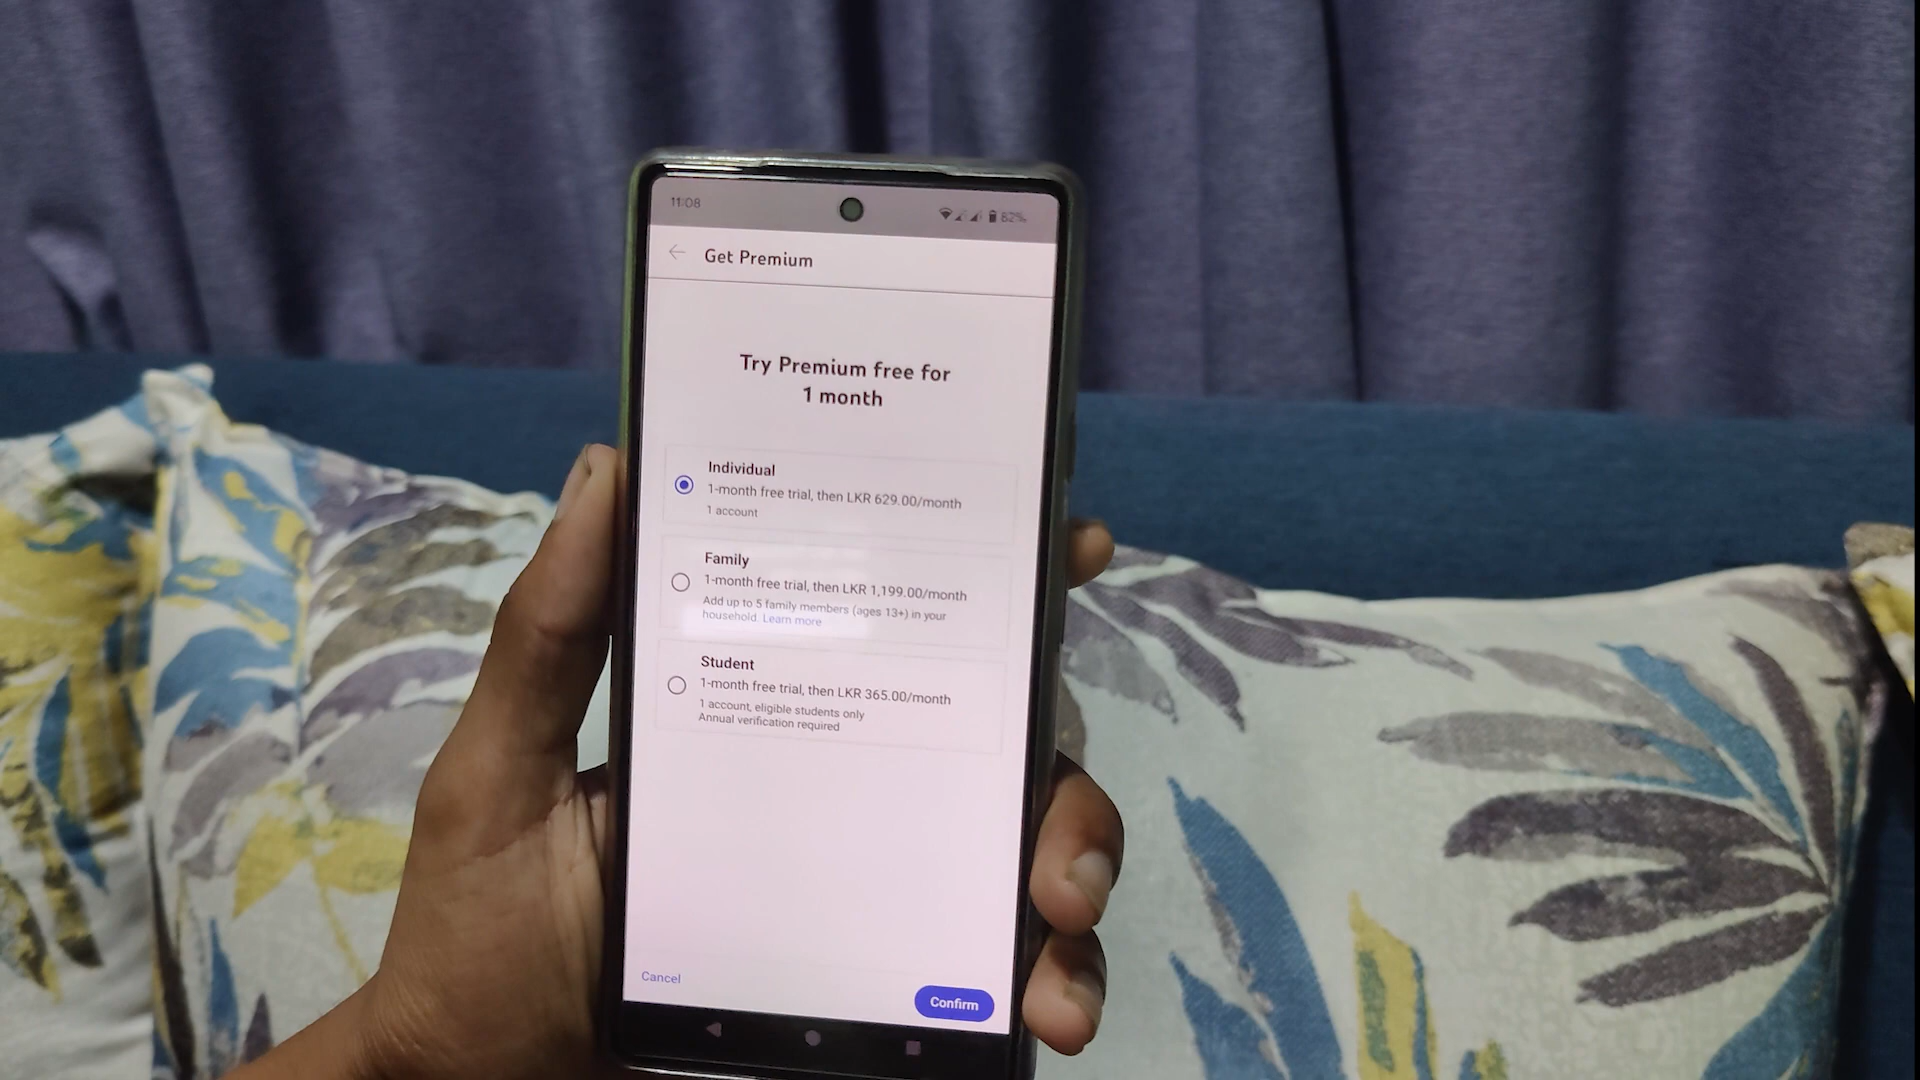 11:08
82%
Get Premium
Try Premium free for
1 month
Individual
1-month free trial, then LKR 629.00/month
1 account
Family
1-month free trial, then LKR 1,199.00/month
Add up to 5 family members (ages 13+) in your
household. Learn more
Student
1-month free trial, then LKR 365.00/month
1 account, eligible students only
Annual verification required
Cancel
Confirm